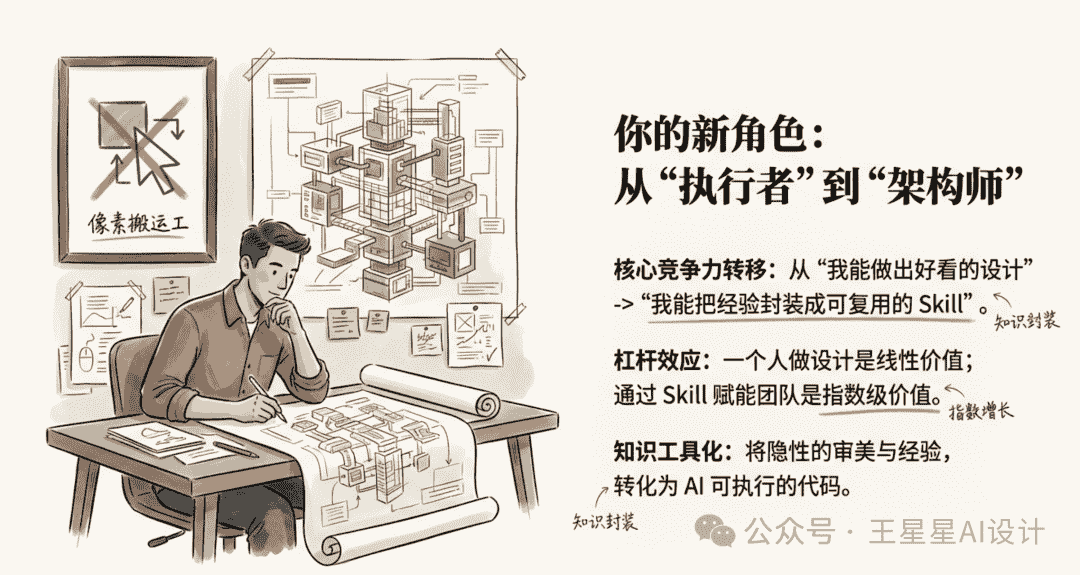 像素搬运工
你的新角色：
从“执行者”到“架构师”
核心竞争力转移：从“我能做出好看的设计”
->“我能把经验封装成可复用的 Skill”。
知识封装
杠杆效应：一个人做设计是线性价值；
通过 Skill 赋能团队是指数级价值。
指数增长
知识工具化：将隐性的审美与经验，
转化为 AI 可执行的代码。
知识封装
公众号 · 王星星AI设计